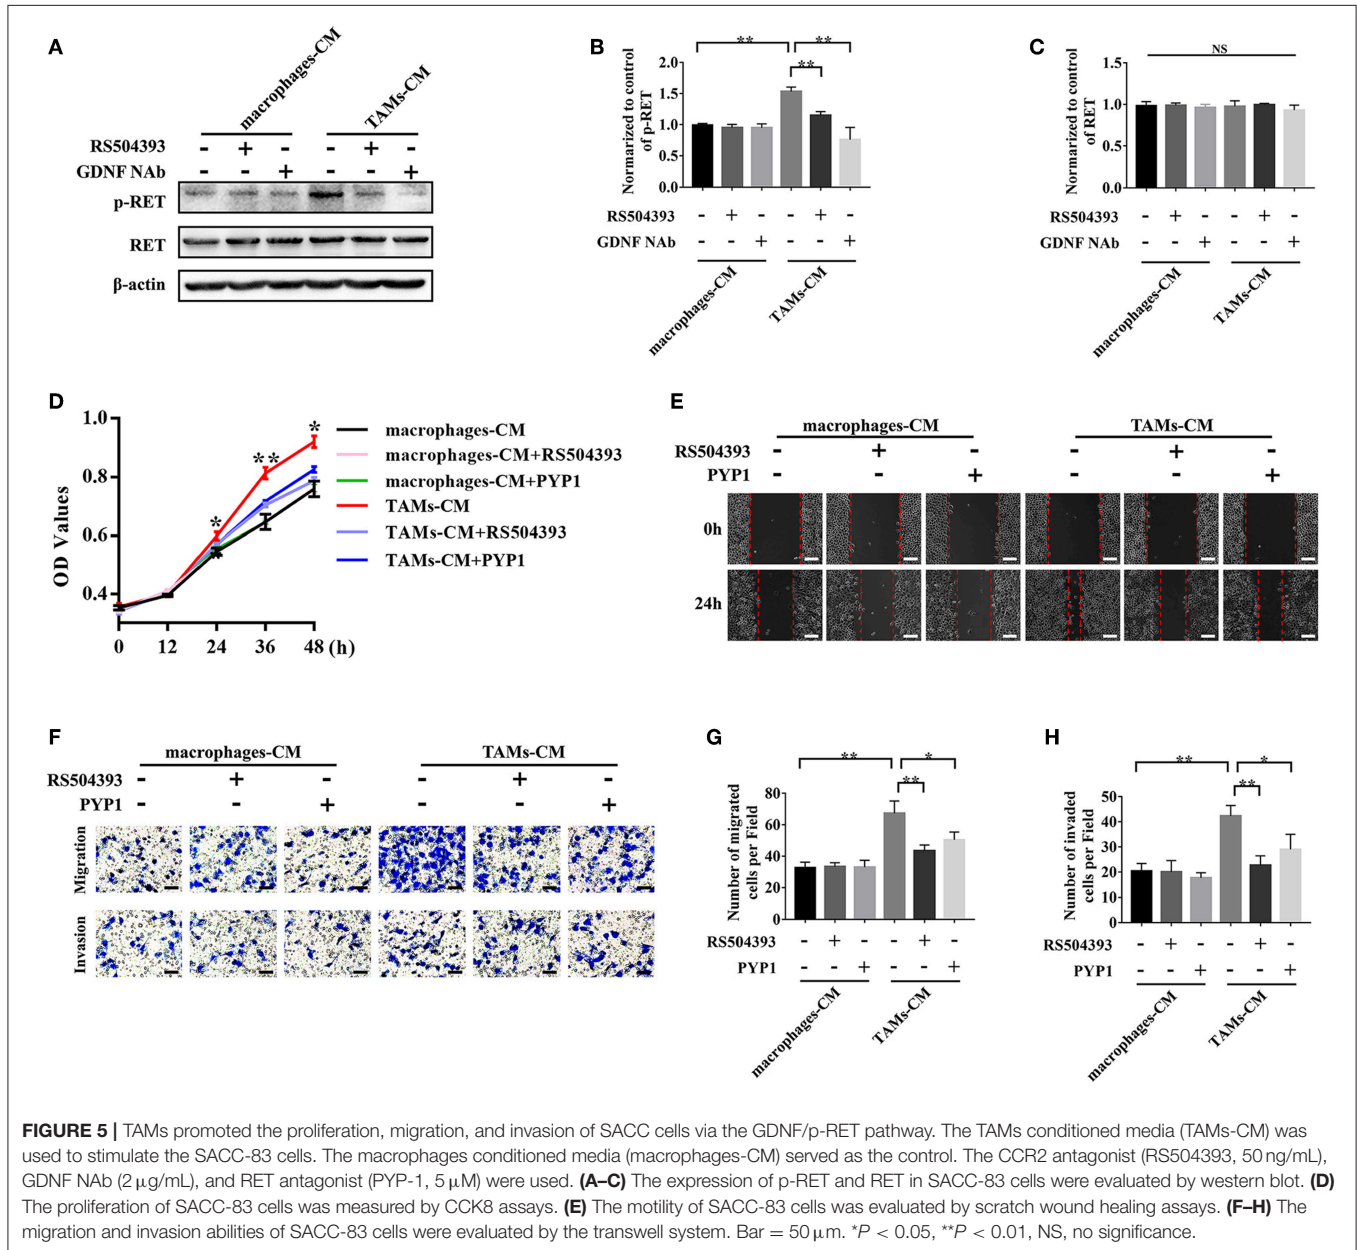 A
macrophages-CM
TAMs-CM
RS504393 - + - - + -
GDNF NAb - - + - - +
p-RET
RET
β-actin
B
Normarized to control
of p-RET
2.0
1.5
1.0
0.5
0.0
** **
**
RS504393 - + - - + -
GDNF NAb - - + - - +
macrophages-CM
TAMs-CM
C
Normarized to control
of RET
1.5
1.0
0.5
0.0
NS
RS504393 - + - - + -
GDNF NAb - - + - - +
macrophages-CM
TAMs-CM
D
OD Values
1.0
0.8
0.6
0.4
0 12 24 36 48 (h)
*
**
*
macrophages-CM
macrophages-CM+RS504393
macrophages-CM+PYP1
TAMs-CM
TAMs-CM+RS504393
TAMs-CM+PYP1
E
macrophages-CM TAMs-CM
RS504393 - + - - + -
PYP1 - - + - - +
0h
24h
F
macrophages-CM TAMs-CM
RS504393 - + - - + -
PYP1 - - + - - +
Migration
Invasion
G
Number of migrated
cells per Field
80
60
40
20
0
** *
**
RS504393 - + - - + -
PYP1 - - + - - +
macrophages-CM
TAMs-CM
H
Number of invaded
cells per Field
50
40
30
20
10
0
** *
**
RS504393 - + - - + -
PYP1 - - + - - +
macrophages-CM
TAMs-CM
FIGURE 5 | TAMs promoted the proliferation, migration, and invasion of SACC cells via the GDNF/p-RET pathway. The TAMs conditioned media (TAMs-CM) was
used to stimulate the SACC-83 cells. The macrophages conditioned media (macrophages-CM) served as the control. The CCR2 antagonist (RS504393, 50 ng/mL),
GDNF NAb (2 μg/mL), and RET antagonist (PYP-1, 5 μM) were used. (A–C) The expression of p-RET and RET in SACC-83 cells were evaluated by western blot. (D)
The proliferation of SACC-83 cells was measured by CCK8 assays. (E) The motility of SACC-83 cells was evaluated by scratch wound healing assays. (F–H) The
migration and invasion abilities of SACC-83 cells were evaluated by the transwell system. Bar = 50 μm. *P < 0.05, **P < 0.01, NS, no significance.